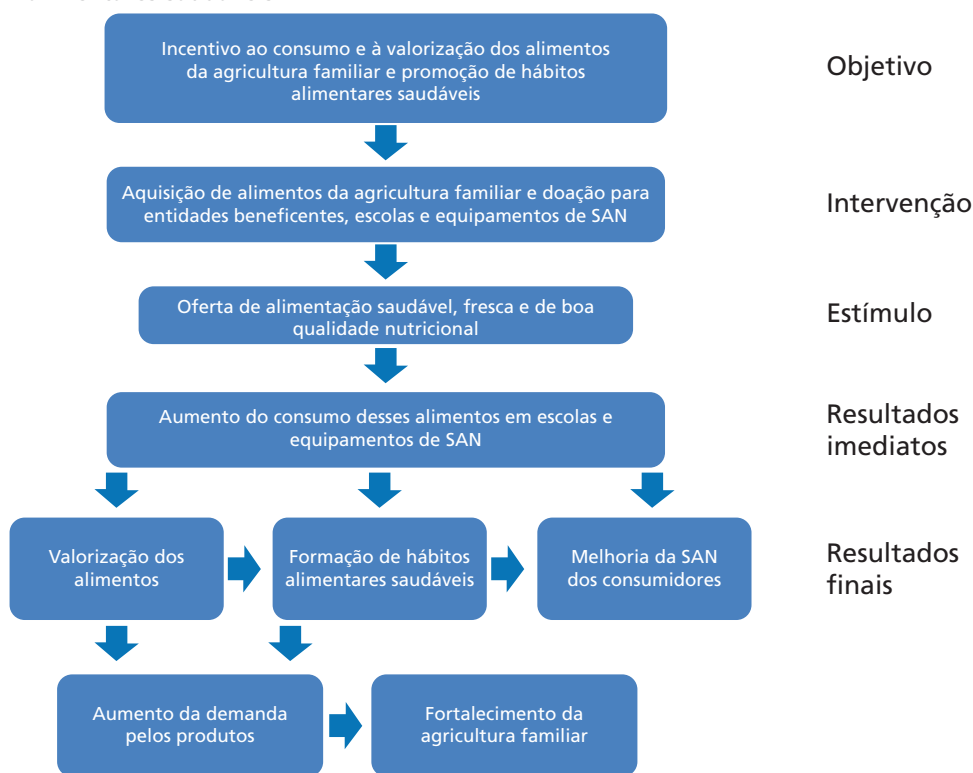 Incentivo ao consumo e à valorização dos alimentos
da agricultura familiar e promoção de hábitos
alimentares saudáveis
Objetivo
Aquisição de alimentos da agricultura familiar e doação para
entidades beneficentes, escolas e equipamentos de SAN
Intervenção
Oferta de alimentação saudável, fresca e de boa
qualidade nutricional
Estímulo
Aumento do consumo desses alimentos em escolas e
equipamentos de SAN
Resultados
imediatos
Valorização dos
alimentos
Formação de hábitos
alimentares saudáveis
Melhoria da SAN
dos consumidores
Resultados
finais
Aumento da demanda
pelos produtos
Fortalecimento da
agricultura familiar